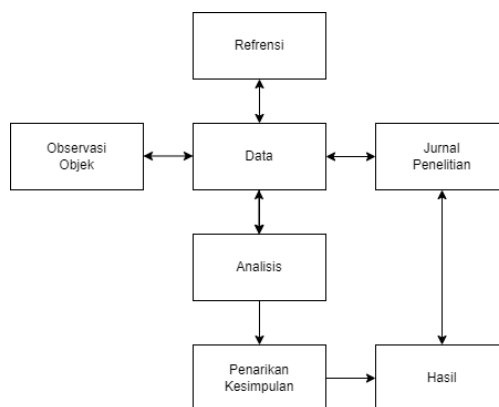 Refrensi
Observasi
Objek
Data
Jurnal
Penelitian
Analisis
Penarikan
Kesimpulan
Hasil